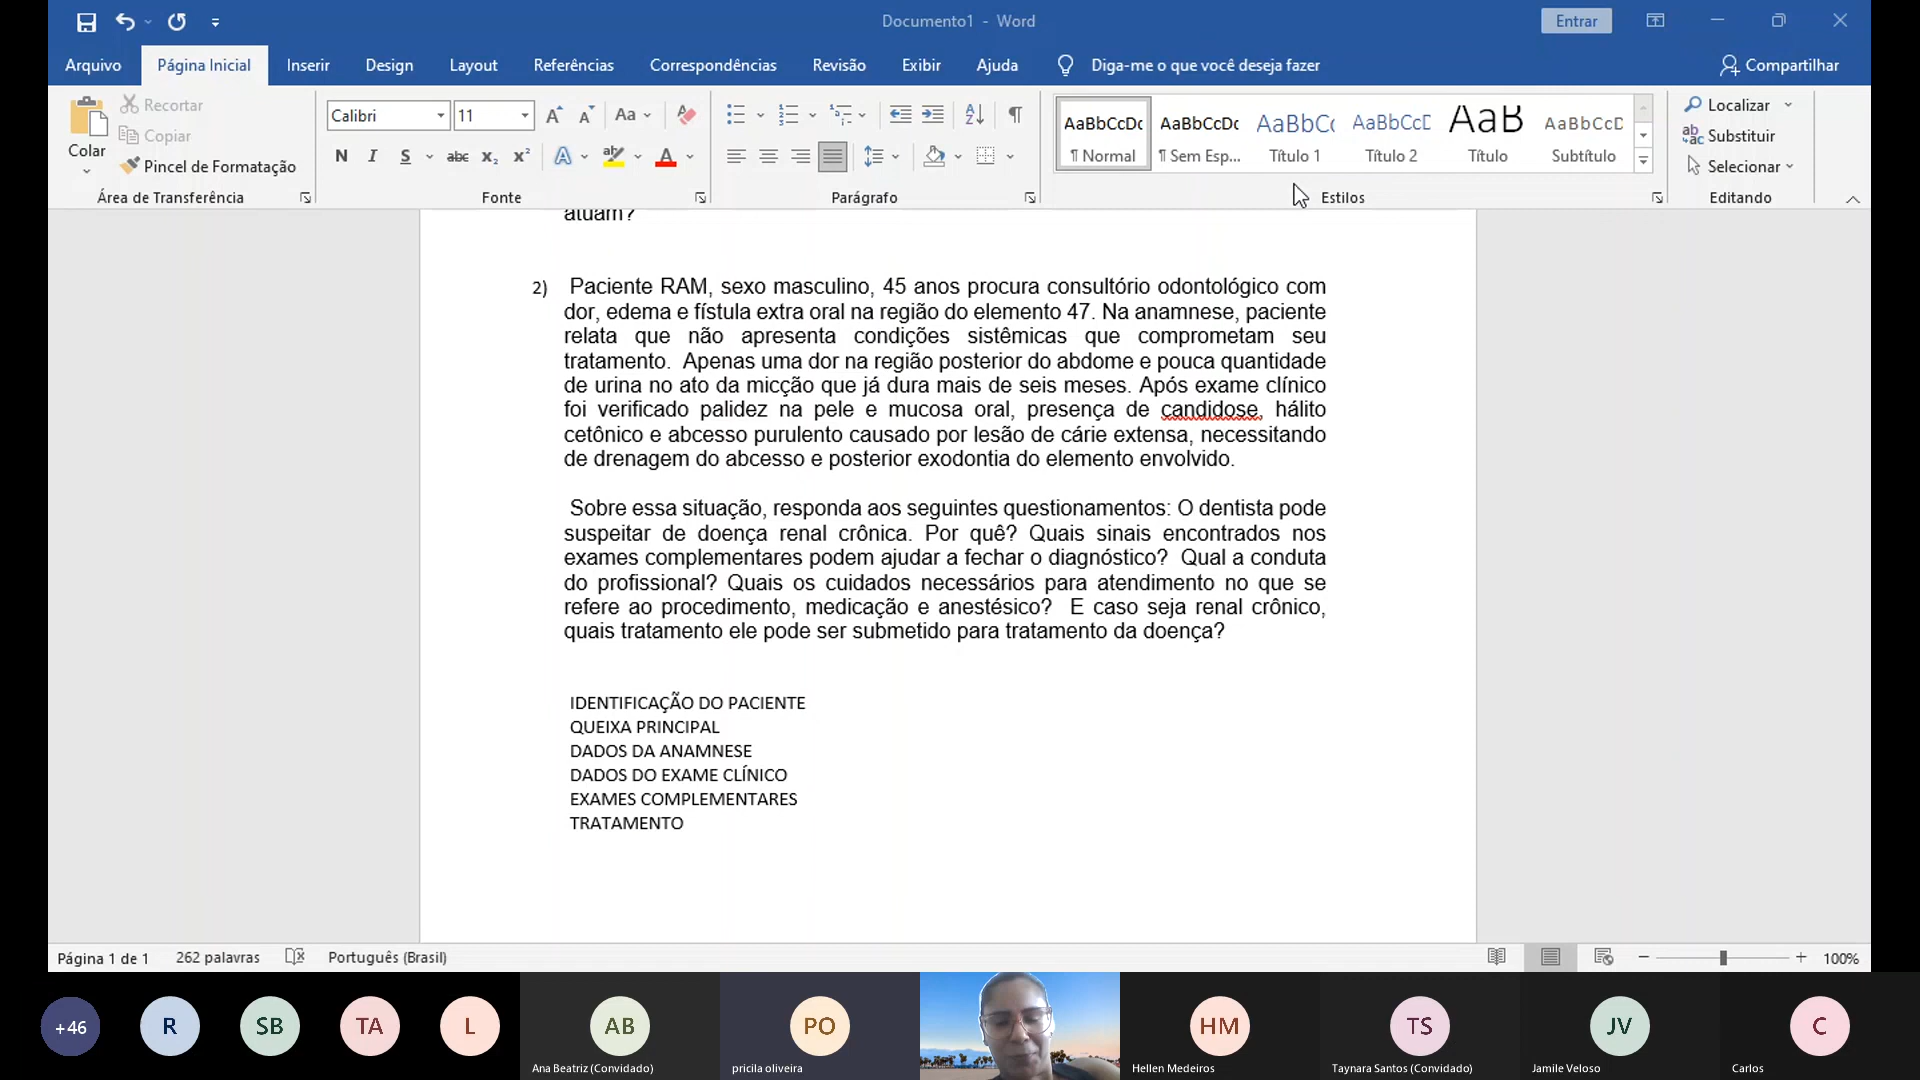 Documento1 - Word
Entrar
Arquivo Página Inicial Inserir Design Layout Referências Correspondências Revisão Exibir Ajuda Diga-me o que você deseja fazer Compartilhar
Colar
Recortar
Copiar
Pincel de Formatação
Área de Transferência
Calibri 11
Aa
N I S abc x₂ x² A A
Fonte
Parágrafo
AaBbCcDc AaBbCcDc AaBbCc AaBbCcD AaB AaBbCcD
¶ Normal ¶ Sem Esp... Título 1 Título 2 Título Subtítulo
Estilos
Localizar
Substituir
Selecionar
Editando
atuam?
2) Paciente RAM, sexo masculino, 45 anos procura consultório odontológico com
dor, edema e fístula extra oral na região do elemento 47. Na anamnese, paciente
relata que não apresenta condições sistêmicas que comprometam seu
tratamento. Apenas uma dor na região posterior do abdome e pouca quantidade
de urina no ato da micção que já dura mais de seis meses. Após exame clínico
foi verificado palidez na pele e mucosa oral, presença de candidose, hálito
cetônico e abcesso purulento causado por lesão de cárie extensa, necessitando
de drenagem do abcesso e posterior exodontia do elemento envolvido.
Sobre essa situação, responda aos seguintes questionamentos: O dentista pode
suspeitar de doença renal crônica. Por quê? Quais sinais encontrados nos
exames complementares podem ajudar a fechar o diagnóstico? Qual a conduta
do profissional? Quais os cuidados necessários para atendimento no que se
refere ao procedimento, medicação e anestésico? E caso seja renal crônico,
quais tratamento ele pode ser submetido para tratamento da doença?
IDENTIFICAÇÃO DO PACIENTE
QUEIXA PRINCIPAL
DADOS DA ANAMNESE
DADOS DO EXAME CLÍNICO
EXAMES COMPLEMENTARES
TRATAMENTO
Página 1 de 1 262 palavras Português (Brasil) 100%
+46 R SB TA L AB PO HM TS JV C
Ana Beatriz (Convidado) pricila oliveira Hellen Medeiros Taynara Santos (Convidado) Jamile Veloso Carlos